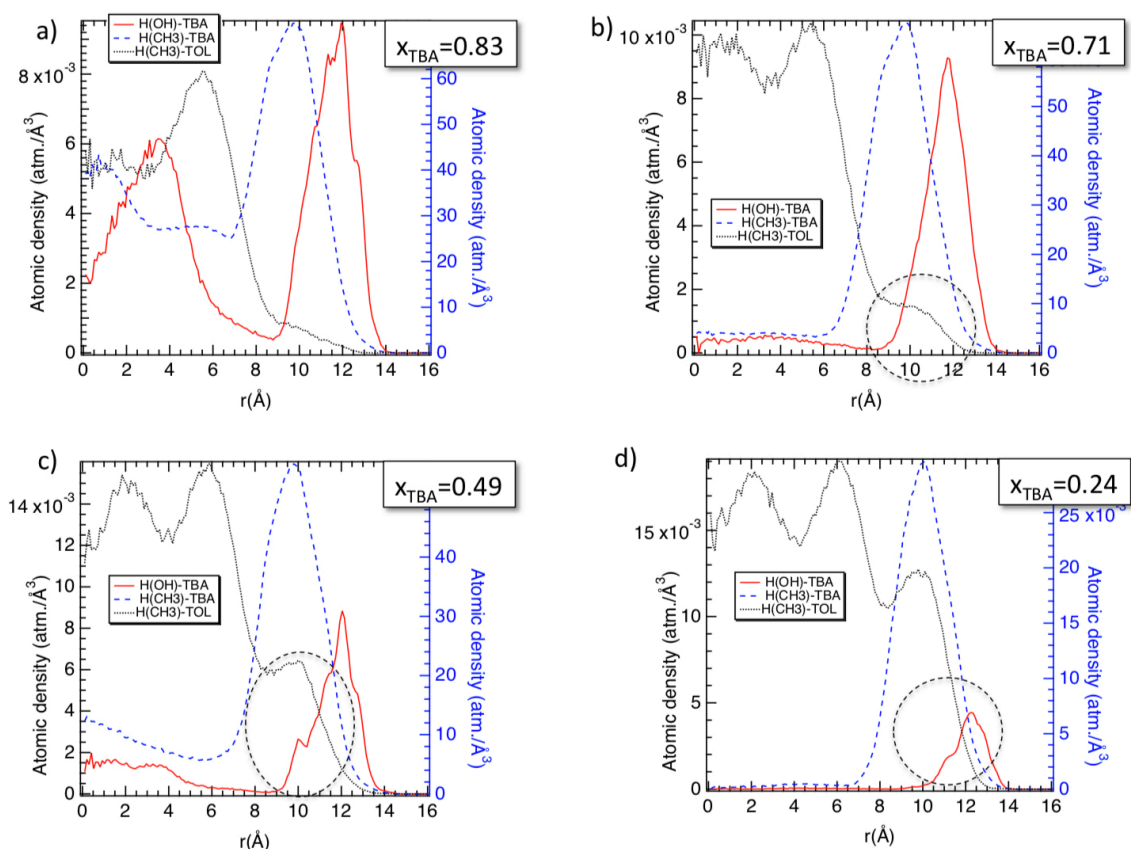 a)
H(OH)-TBA
H(CH3)-TBA
H(CH3)-TOL
xTBA=0.83
8 x10-3
6
4
2
0
Atomic density (atm./Å3)
60
50
40
30
20
10
0
Atomic density (atm./Å3)
0 2 4 6 8 10 12 14 16
r(Å)
b)
xTBA=0.71
10 x10-3
8
6
4
2
0
Atomic density (atm./Å3)
H(OH)-TBA
H(CH3)-TBA
H(CH3)-TOL
50
40
30
20
10
0
Atomic density (atm./Å3)
0 2 4 6 8 10 12 14 16
r(Å)
c)
xTBA=0.49
14 x10-3
12
10
8
6
4
2
0
Atomic density (atm./Å3)
H(OH)-TBA
H(CH3)-TBA
H(CH3)-TOL
40
30
20
10
0
Atomic density (atm./Å3)
0 2 4 6 8 10 12 14 16
r(Å)
d)
xTBA=0.24
15 x10-3
10
5
0
Atomic density (atm./Å3)
H(OH)-TBA
H(CH3)-TBA
H(CH3)-TOL
25 x10-3
20
15
10
5
0
Atomic density (atm./Å3)
0 2 4 6 8 10 12 14 16
r(Å)